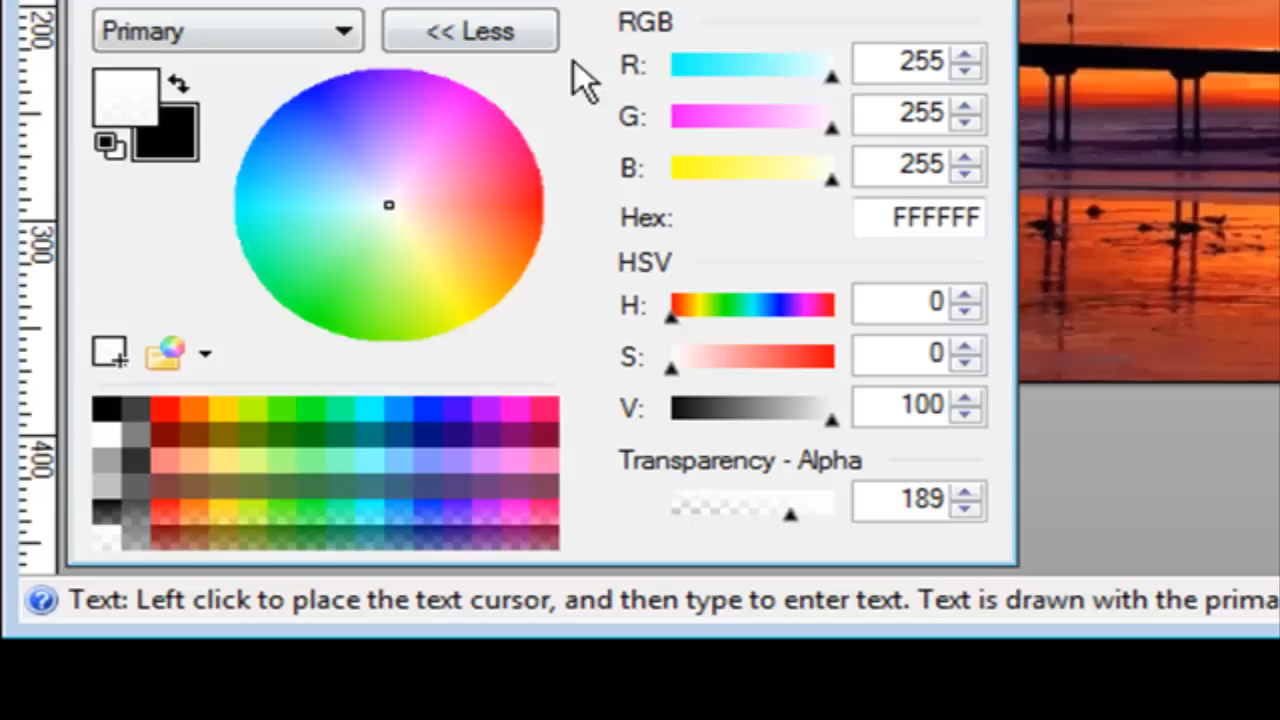 200
300
400
Primary
<< Less
RGB
R: 255
G: 255
B: 255
Hex: FFFFFF
HSV
H: 0
S: 0
V: 100
Transparency - Alpha
189
Text: Left click to place the text cursor, and then type to enter text. Text is drawn with the prima